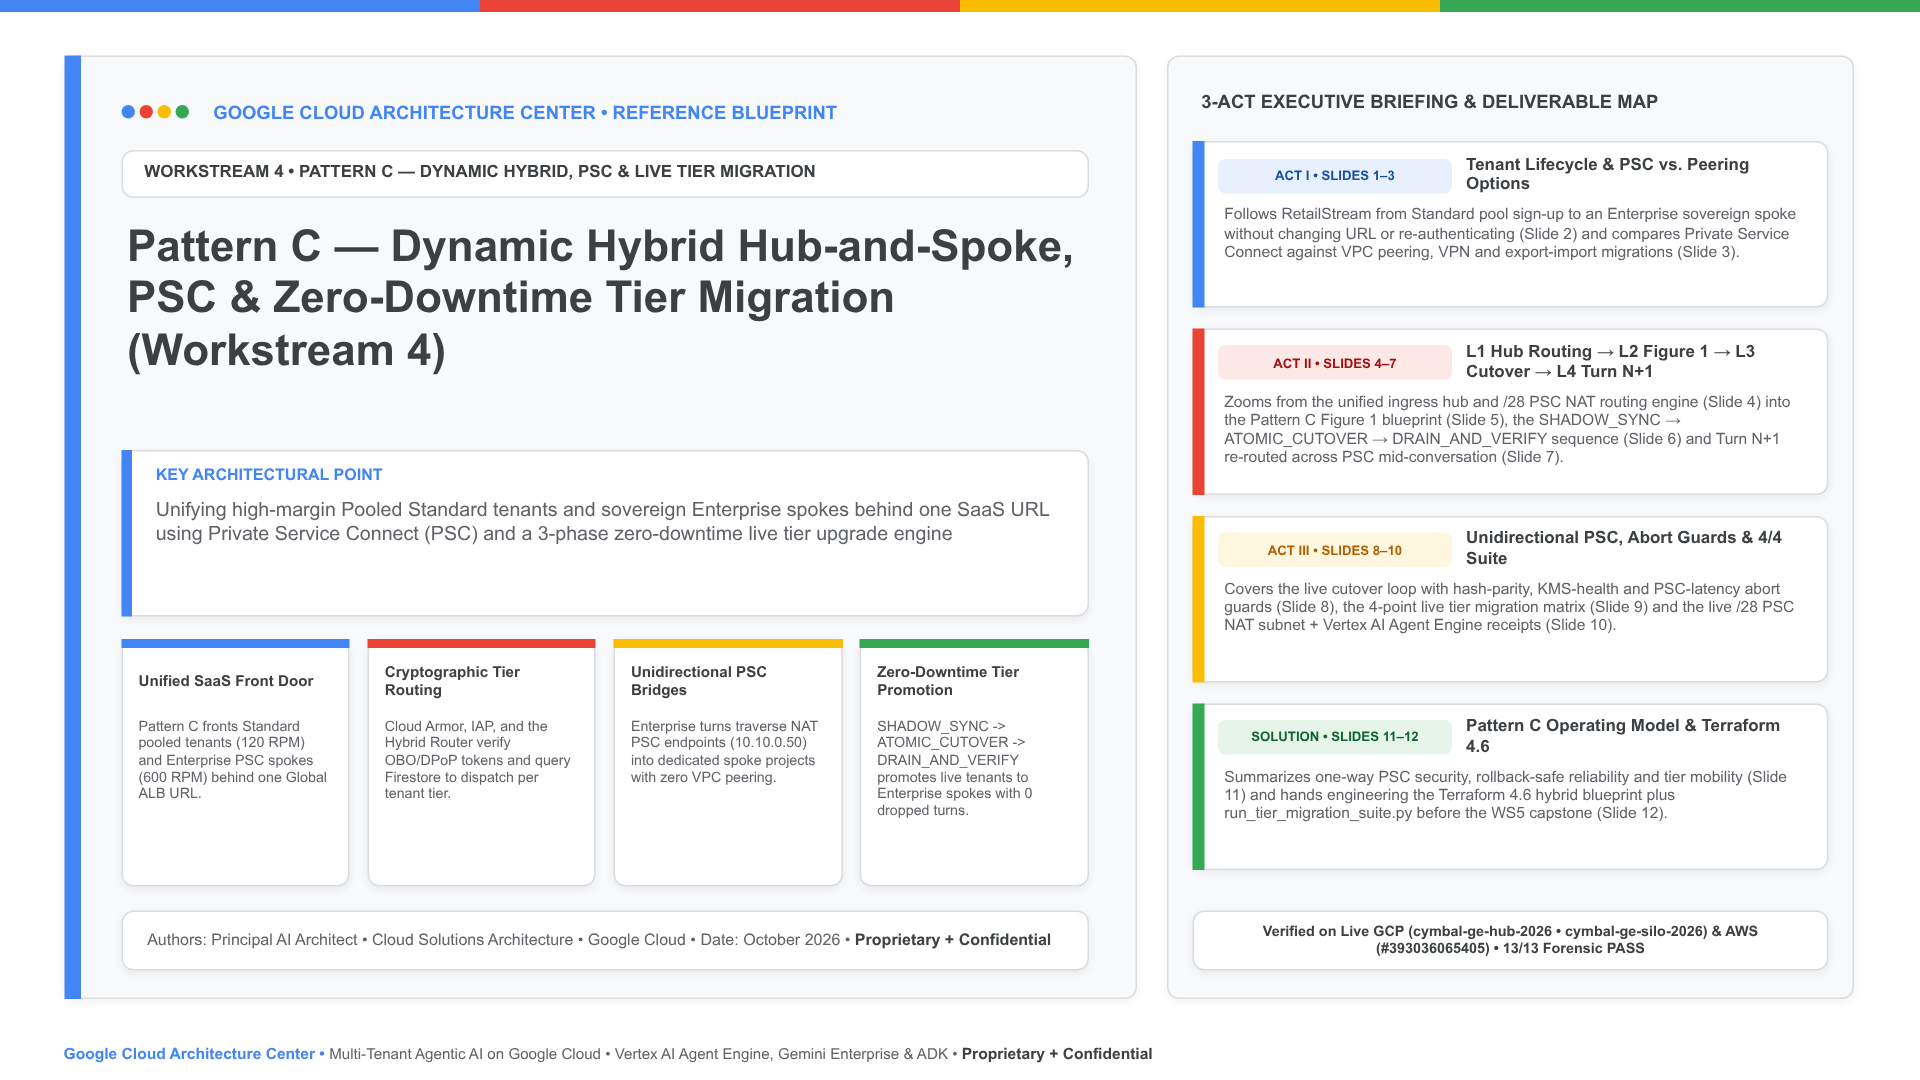 GOOGLE CLOUD ARCHITECTURE CENTER • REFERENCE BLUEPRINT
WORKSTREAM 4 • PATTERN C — DYNAMIC HYBRID, PSC & LIVE TIER MIGRATION
Pattern C — Dynamic Hybrid Hub-and-Spoke,
PSC & Zero-Downtime Tier Migration
(Workstream 4)
KEY ARCHITECTURAL POINT
Unifying high-margin Pooled Standard tenants and sovereign Enterprise spokes behind one SaaS URL
using Private Service Connect (PSC) and a 3-phase zero-downtime live tier upgrade engine
Unified SaaS Front Door
Pattern C fronts Standard
pooled tenants (120 RPM)
and Enterprise PSC spokes
(600 RPM) behind one Global
ALB URL.
Cryptographic Tier
Routing
Cloud Armor, IAP, and the
Hybrid Router verify
OBO/DPoP tokens and query
Firestore to dispatch per
tenant tier.
Unidirectional PSC
Bridges
Enterprise turns traverse NAT
PSC endpoints (10.10.0.50)
into dedicated spoke projects
with zero VPC peering.
Zero-Downtime Tier
Promotion
SHADOW_SYNC ->
ATOMIC_CUTOVER ->
DRAIN_AND_VERIFY
promotes live tenants to
Enterprise spokes with 0
dropped turns.
Authors: Principal AI Architect • Cloud Solutions Architecture • Google Cloud • Date: October 2026 • Proprietary + Confidential
3-ACT EXECUTIVE BRIEFING & DELIVERABLE MAP
ACT I • SLIDES 1–3
Tenant Lifecycle & PSC vs. Peering
Options
Follows RetailStream from Standard pool sign-up to an Enterprise sovereign spoke
without changing URL or re-authenticating (Slide 2) and compares Private Service
Connect against VPC peering, VPN and export-import migrations (Slide 3).
ACT II • SLIDES 4–7
L1 Hub Routing → L2 Figure 1 → L3
Cutover → L4 Turn N+1
Zooms from the unified ingress hub and /28 PSC NAT routing engine (Slide 4) into
the Pattern C Figure 1 blueprint (Slide 5), the SHADOW_SYNC →
ATOMIC_CUTOVER → DRAIN_AND_VERIFY sequence (Slide 6) and Turn N+1
re-routed across PSC mid-conversation (Slide 7).
ACT III • SLIDES 8–10
Unidirectional PSC, Abort Guards & 4/4
Suite
Covers the live cutover loop with hash-parity, KMS-health and PSC-latency abort
guards (Slide 8), the 4-point live tier migration matrix (Slide 9) and the live /28 PSC
NAT subnet + Vertex AI Agent Engine receipts (Slide 10).
SOLUTION • SLIDES 11–12
Pattern C Operating Model & Terraform
4.6
Summarizes one-way PSC security, rollback-safe reliability and tier mobility (Slide
11) and hands engineering the Terraform 4.6 hybrid blueprint plus
run_tier_migration_suite.py before the WS5 capstone (Slide 12).
Verified on Live GCP (cymbal-ge-hub-2026 • cymbal-ge-silo-2026) & AWS
(#393036065405) • 13/13 Forensic PASS
Google Cloud Architecture Center • Multi-Tenant Agentic AI on Google Cloud • Vertex AI Agent Engine, Gemini Enterprise & ADK • Proprietary + Confidential